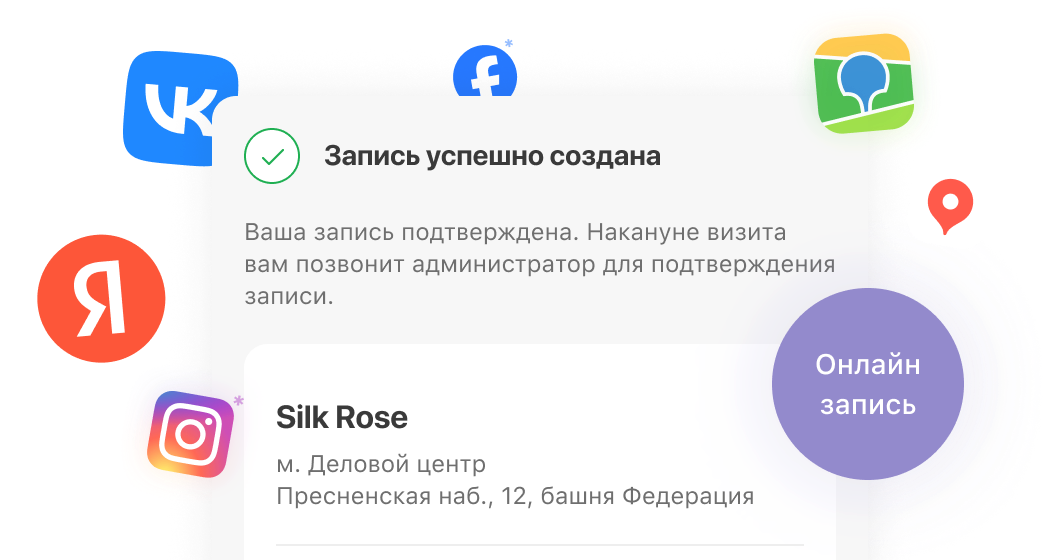 Запись успешно создана
Ваша запись подтверждена. Накануне визита
вам позвонит администратор для подтверждения
записи.
Онлайн
запись
Silk Rose
м. Деловой центр
Пресненская наб., 12, башня Федерация
Я
*
*